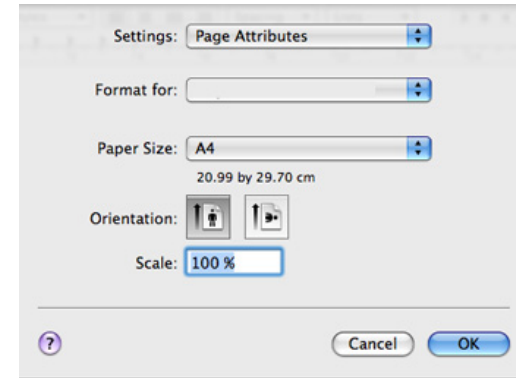 Settings: Page Attributes
Format for:
Paper Size: A4
20.99 by 29.70 cm
Orientation:
Scale: 100 %
? Cancel OK